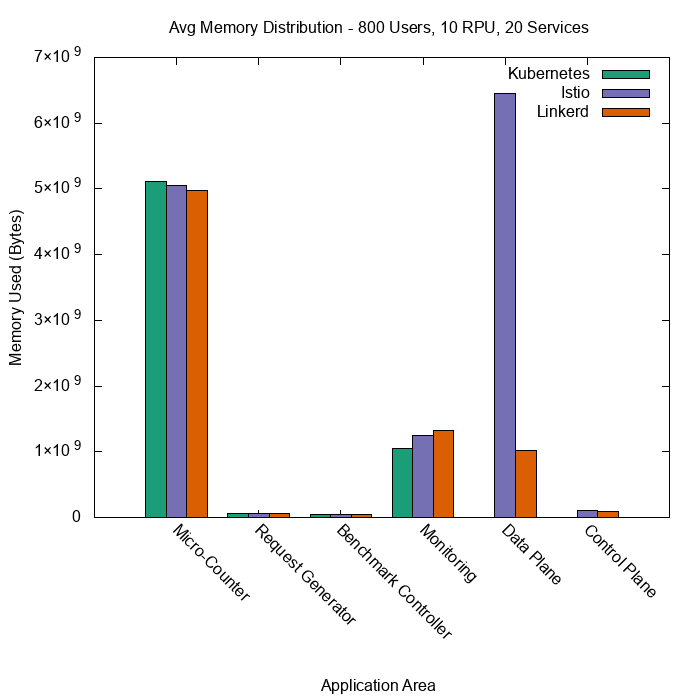 Avg Memory Distribution - 800 Users, 10 RPU, 20 Services
Kubernetes
Istio
Linkerd
7×10 9
6×10 9
5×10 9
4×10 9
3×10 9
2×10 9
1×10 9
0
Memory Used (Bytes)
Micro-Counter
Request Generator
Benchmark Controller
Monitoring
Data Plane
Control Plane
Application Area